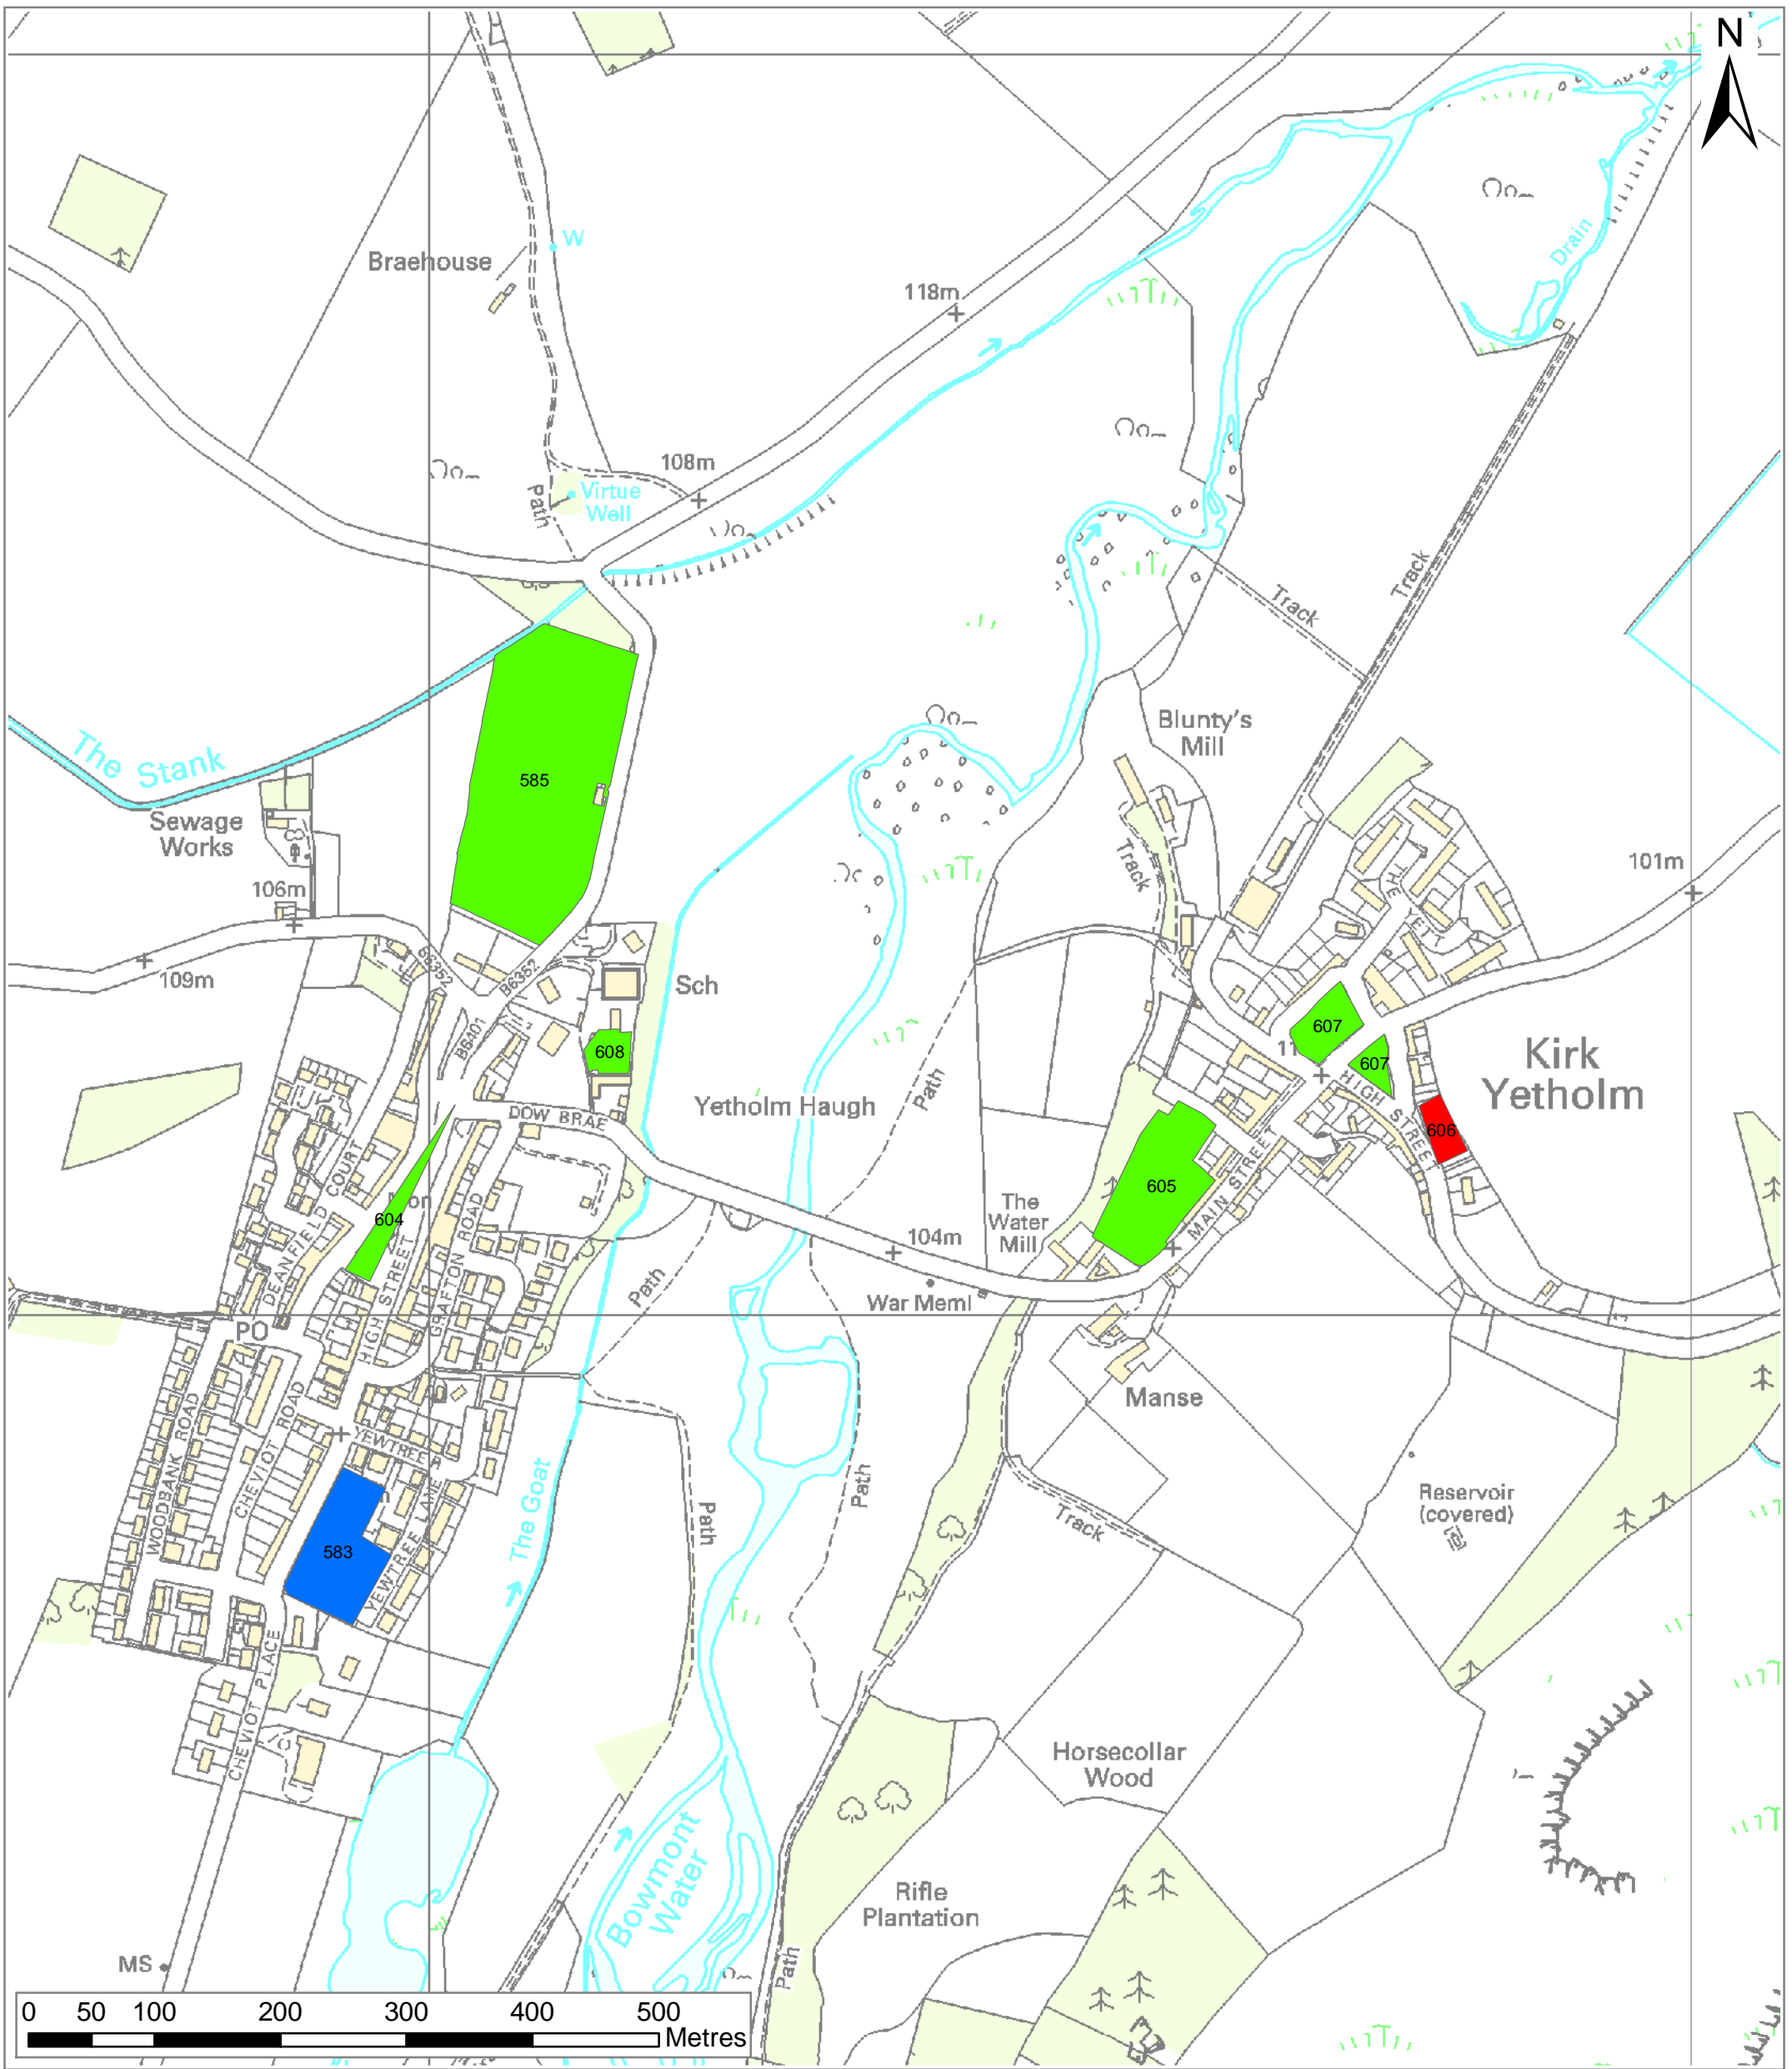 N
W
Braehouse
118m
Drain
108m
Path
Virtue
Well
Track
Track
The Stank
585
Blunty's
Mill
Sewage
Works
106m
109m
B6352
B6352
B6401
Sch
608
Track
101m
607
607
11
Kirk
Yetholm
HIGH STREET
606
DOW BRAE
Yetholm Haugh
Path
605
MAIN STREET
DEANFIELD COURT
604
HIGH STREET
GRAFTON ROAD
The
Water
Mill
104m
War Meml
Path
PO
WOODBANK ROAD
CHEVIOT ROAD
YEWTREE
YEWTREE LANE
583
Manse
The Goat
Path
Path
Track
Reservoir
(covered)
CHEVIOT PLACE
Horsecollar
Wood
Bowmont
Water
Rifle
Plantation
Path
MS
0 50 100 200 300 400 500
Metres